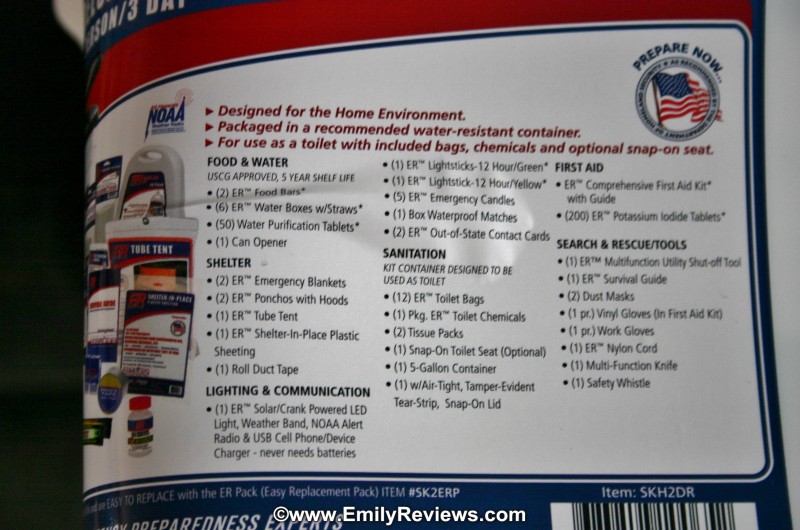 ERSON/3 DAY
PREPARE NOW...
AS RECOMMENDED BY
NOAA
▶ Designed for the Home Environment.
▶ Packaged in a recommended water-resistant container.
▶ For use as a toilet with included bags, chemicals and optional snap-on seat.
FOOD & WATER
USCG APPROVED, 5 YEAR SHELF LIFE
• (2) ER™ Food Bars*
• (6) ER™ Water Boxes w/Straws*
• (50) Water Purification Tablets*
• (1) Can Opener
SHELTER
• (2) ER™ Emergency Blankets
• (2) ER™ Ponchos with Hoods
• (1) ER™ Tube Tent
• (1) ER™ Shelter-In-Place Plastic
Sheeting
• (1) Roll Duct Tape
LIGHTING & COMMUNICATION
• (1) ER™ Solar/Crank Powered LED
Light, Weather Band, NOAA Alert
Radio & USB Cell Phone/Device
Charger - never needs batteries
• (1) ER™ Lightsticks-12 Hour/Green*
• (1) ER™ Lightstick-12 Hour/Yellow*
• (5) ER™ Emergency Candles
• (1) Box Waterproof Matches
• (2) ER™ Out-of-State Contact Cards
SANITATION
KIT CONTAINER DESIGNED TO BE
USED AS TOILET
• (12) ER™ Toilet Bags
• (1) Pkg. ER™ Toilet Chemicals
• (2) Tissue Packs
• (1) Snap-On Toilet Seat (Optional)
• (1) 5-Gallon Container
• (1) w/Air-Tight, Tamper-Evident
Tear-Strip, Snap-On Lid
FIRST AID
• ER™ Comprehensive First Aid Kit*
with Guide
• (200) ER™ Potassium Iodide Tablets*
SEARCH & RESCUE/TOOLS
• (1) ER™ Multifunction Utility Shut-off Tool
• (1) ER™ Survival Guide
• (2) Dust Masks
• (1 pr.) Vinyl Gloves (In First Aid Kit)
• (1 pr.) Work Gloves
• (1) ER™ Nylon Cord
• (1) Multi-Function Knife
• (1) Safety Whistle
TUBE TENT
SHELTER-IN-PLACE
are EASY TO REPLACE with the ER Pack (Easy Replacement Pack) ITEM #SK2ERP
Item: SKH2DR
PREPAREDNESS EXPERTS
©www.EmilyReviews.com